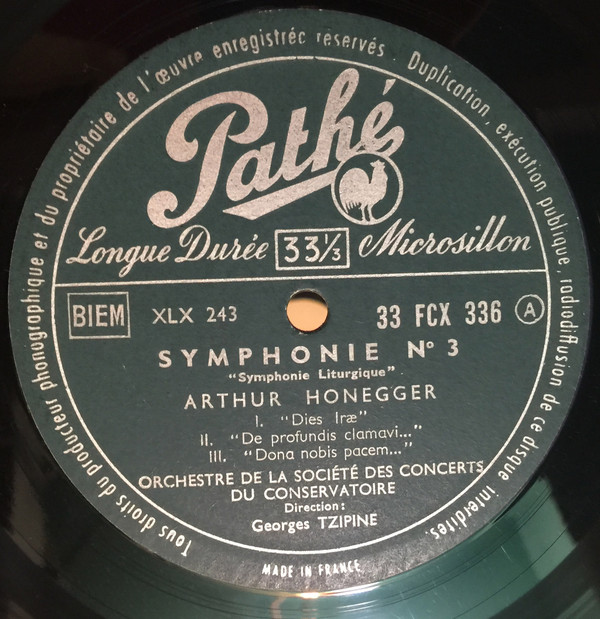 Tous droits du producteur phonographique et du propriétaire de l'œuvre enregistrée réservés. Duplication, exécution publique, radiodiffusion de ce disque interdites.
Pathé
Longue Durée 33⅓ Microsillon
BIEM XLX 243 33 FCX 336 A
SYMPHONIE Nº 3
"Symphonie Liturgique"
ARTHUR HONEGGER
I. "Dies Iræ"
II. "De profundis clamavi..."
III. "Dona nobis pacem..."
ORCHESTRE DE LA SOCIÉTÉ DES CONCERTS
DU CONSERVATOIRE
Direction:
Georges TZIPINE
MADE IN FRANCE